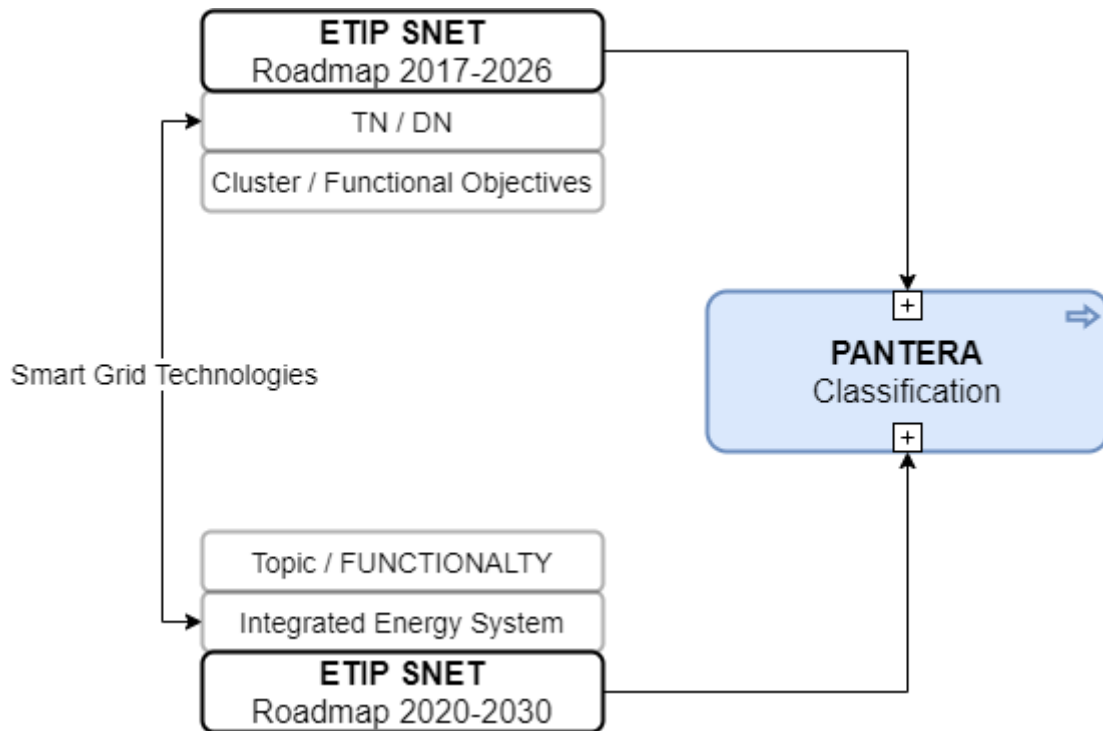 ETIP SNET
Roadmap 2017-2026
TN / DN
Cluster / Functional Objectives
+
PANTERA
Classification
+
Smart Grid Technologies
Topic / FUNCTIONALTY
Integrated Energy System
ETIP SNET
Roadmap 2020-2030